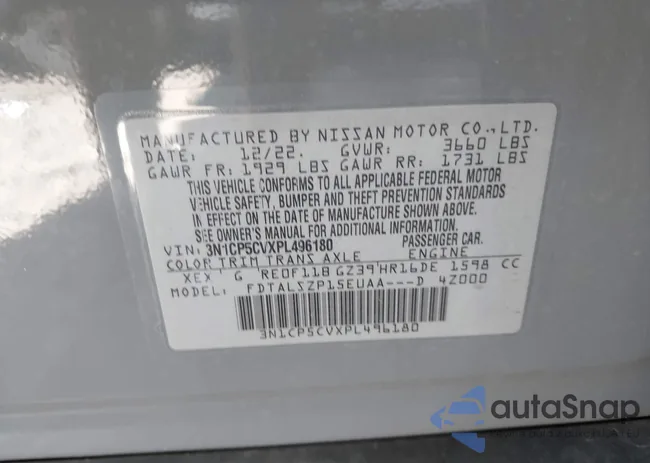 MANUFACTURED BY NISSAN MOTOR CO., LTD.
DATE: 12/22. GVWR: 3660 LBS
GAWR FR: 1929 LBS GAWR RR: 1731 LBS
THIS VEHICLE CONFORMS TO ALL APPLICABLE FEDERAL MOTOR
VEHICLE SAFETY, BUMPER AND THEFT PREVENTION STANDARDS
IN EFFECT ON THE DATE OF MANUFACTURE SHOWN ABOVE.
SEE OWNER'S MANUAL FOR ADDITIONAL INFORMATION.
VIN: 3N1CP5CVXPL496180 PASSENGER CAR.
COLOR TRIM TRANS AXLE ENGINE
XEX G RE0F11B GZ39 HR16DE 1598 CC
MODEL: FDTALSZP15EUAA---D 4Z000
3N1CP5CVXPL496180
autaSnap